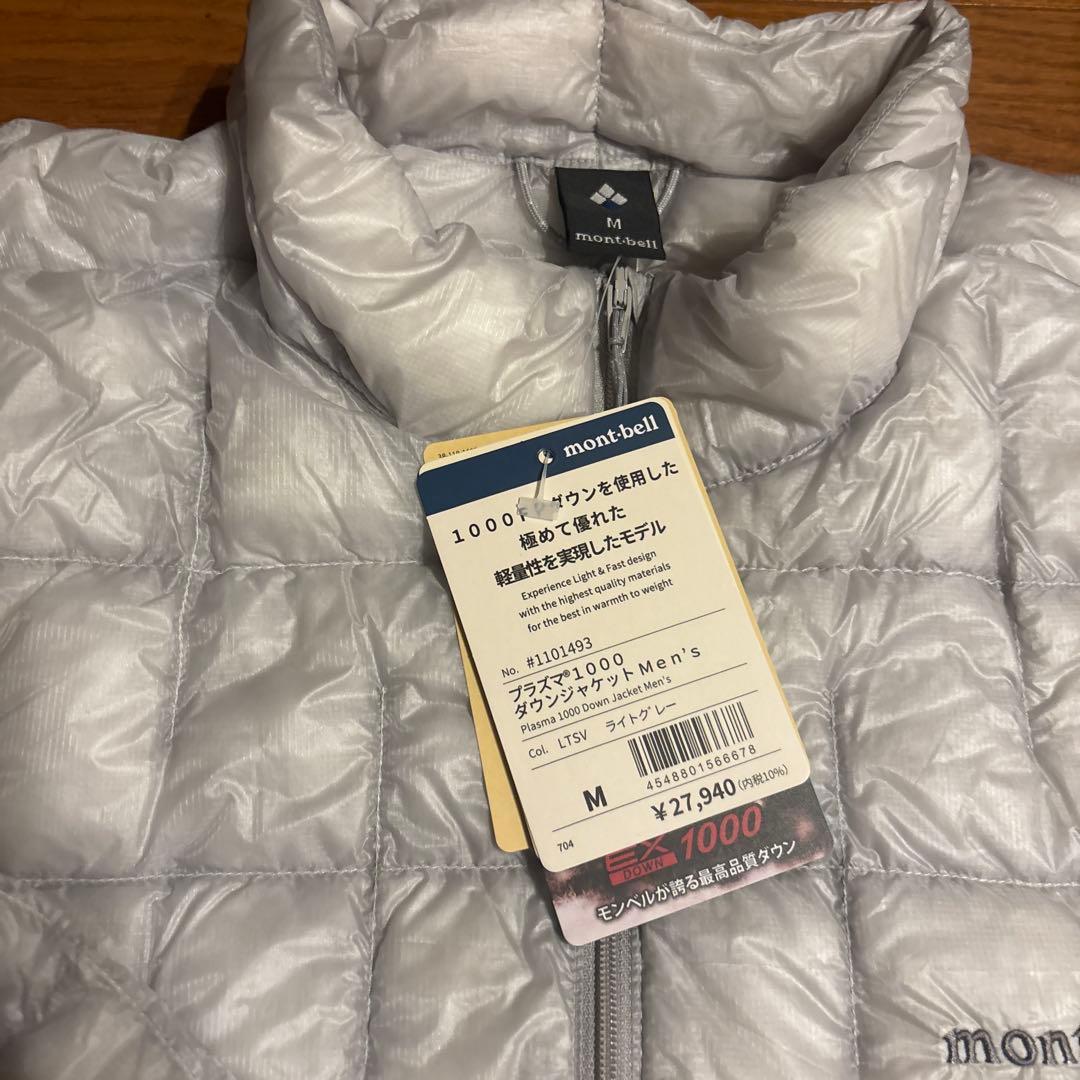 M
mont·bell
mont·bell
ダウンを使用した
極めて優れた
軽量性を実現したモデル
Experience Light & Fast design
with the highest quality materials
for the best in warmth to weight
No. #1101493
プラズマ®1000
ダウンジャケット Men's
Plasma 1000 Down Jacket Men's
Col. LTSV ライトグレー
4548801566678
M
¥27,940(内税10%)
704
EX 1000
DOWN
モンベルが誇る最高品質ダウン
mon